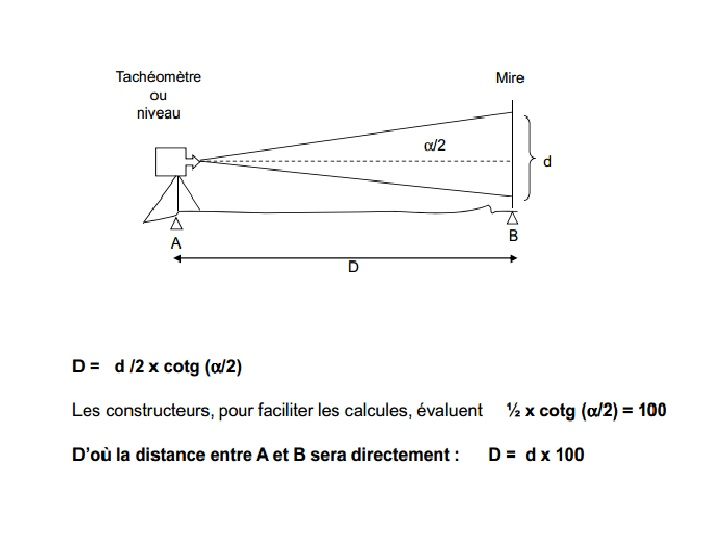 Tachéomètre
ou
niveau
Mire
α/2
d
A
B
D
D = d /2 x cotg (α/2)
Les constructeurs, pour faciliter les calcules, évaluent ½ x cotg (α/2) = 100
D'où la distance entre A et B sera directement : D = d x 100